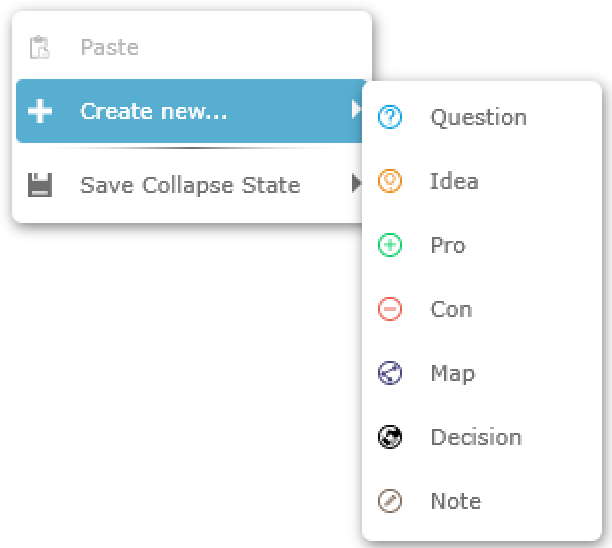 Paste
Create new...
Save Collapse State
Question
Idea
Pro
Con
Map
Decision
Note